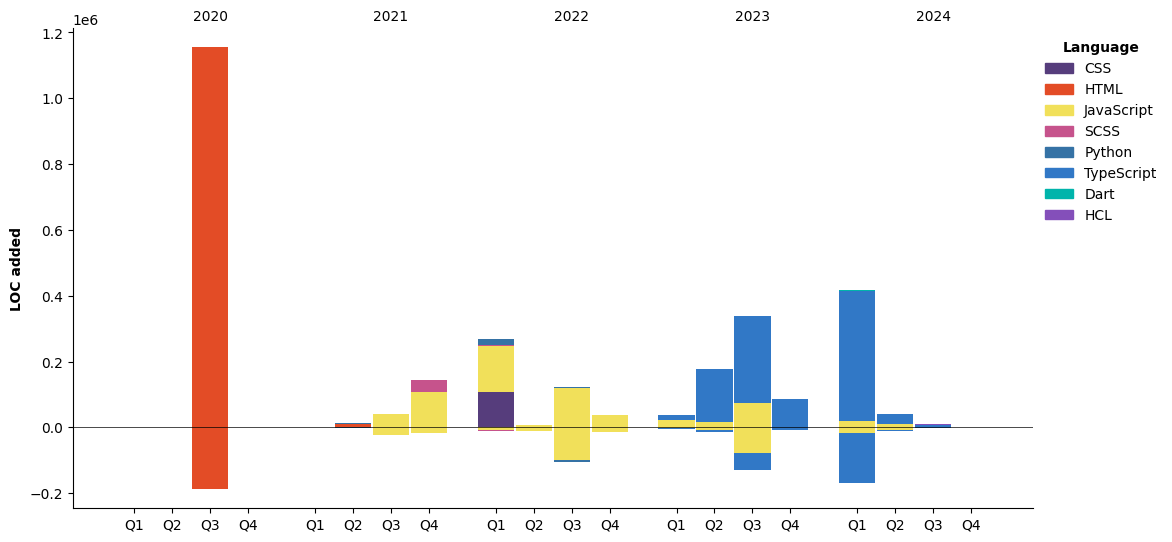 2020 2021 2022 2023 2024
1e6
1.2
1.0
0.8
0.6
0.4
0.2
0.0
−0.2
LOC added
Q1 Q2 Q3 Q4 Q1 Q2 Q3 Q4 Q1 Q2 Q3 Q4 Q1 Q2 Q3 Q4 Q1 Q2 Q3 Q4
Language
CSS
HTML
JavaScript
SCSS
Python
TypeScript
Dart
HCL